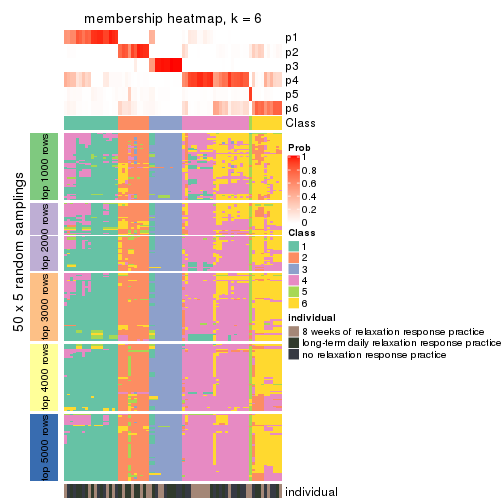 membership heatmap, k = 6
p1
p2
p3
p4
p5
p6
Class
50 x 5 random samplings
top 1000 rows
top 2000 rows
top 3000 rows
top 4000 rows
top 5000 rows
individual
Prob
1
0.8
0.6
0.4
0.2
0
Class
1
2
3
4
5
6
individual
8 weeks of relaxation response practice
long-term daily relaxation response practice
no relaxation response practice